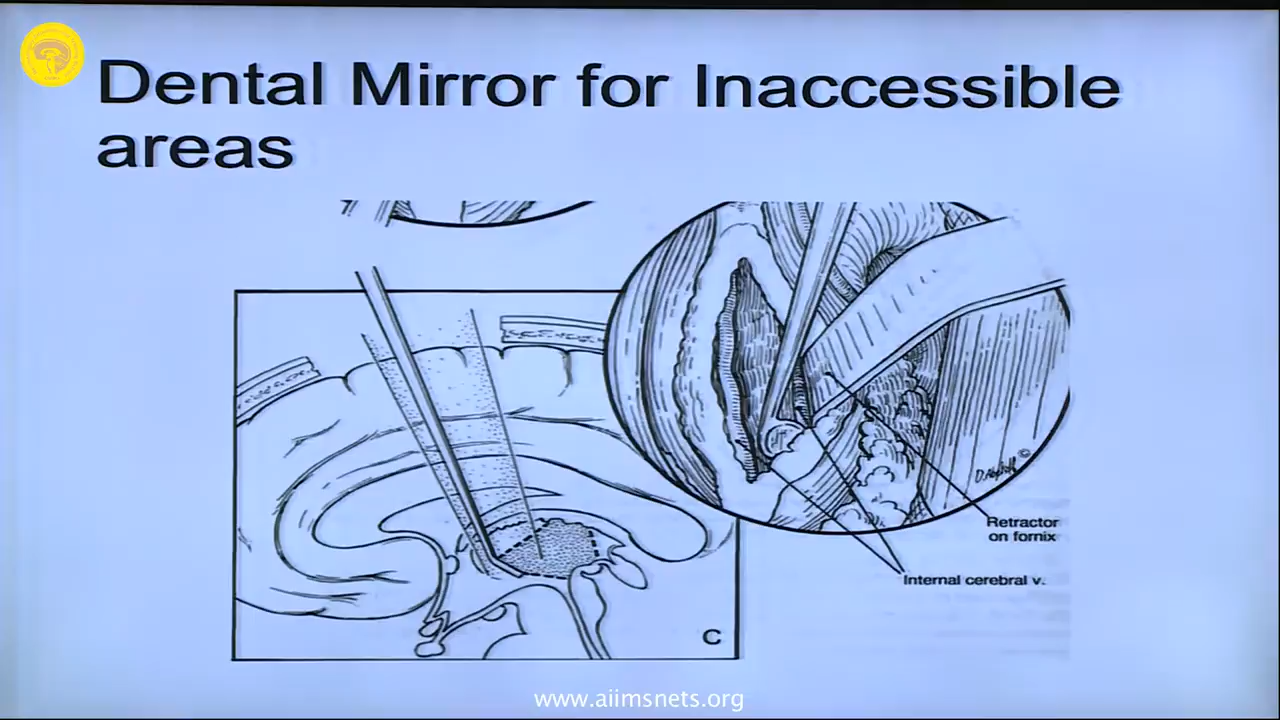 Dental Mirror for Inaccessible
areas
Retractor
on fornix
Internal cerebral v.
C
www.aiimsnets.org